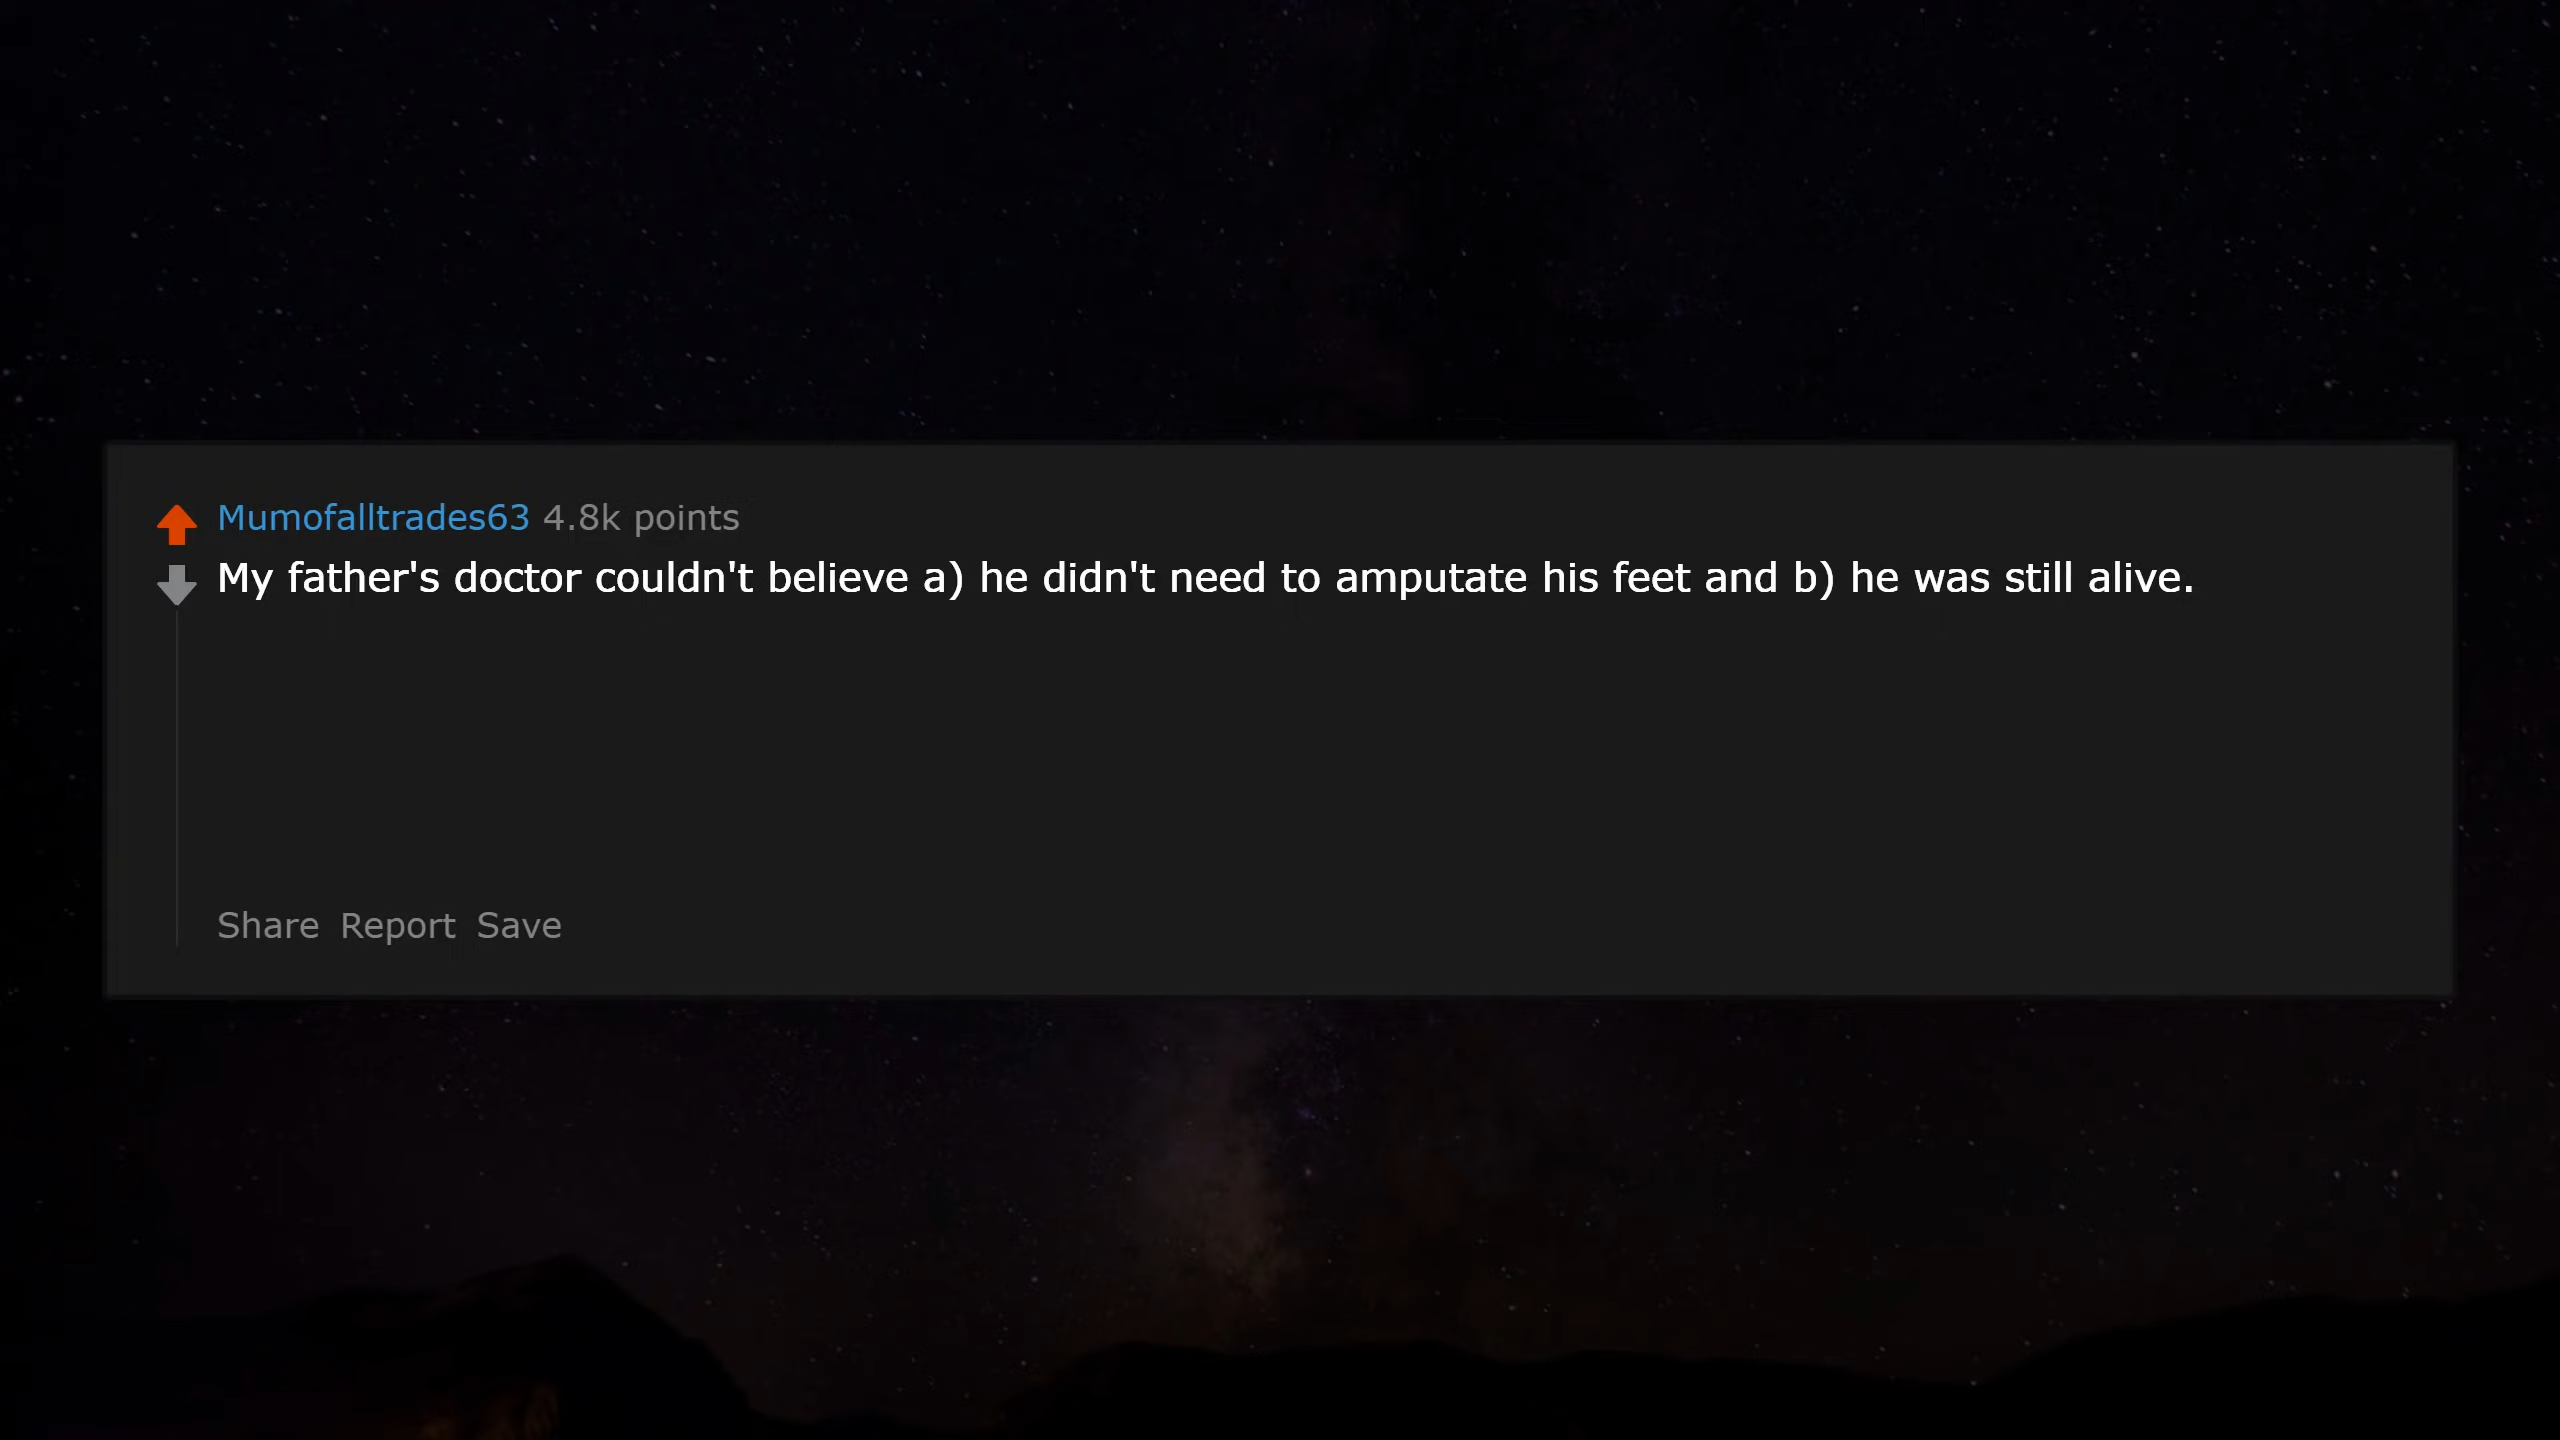 Mumofalltrades63 4.8k points
My father's doctor couldn't believe a) he didn't need to amputate his feet and b) he was still alive.
Share Report Save